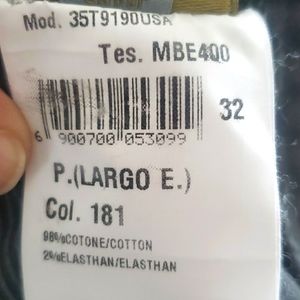 Mod. 35T9190USA
Tes. MBE400
32
6 900700 053099
P.(LARGO E.)
Col. 181
98%COTONE/COTTON
2%ELASTHAN/ELASTHAN